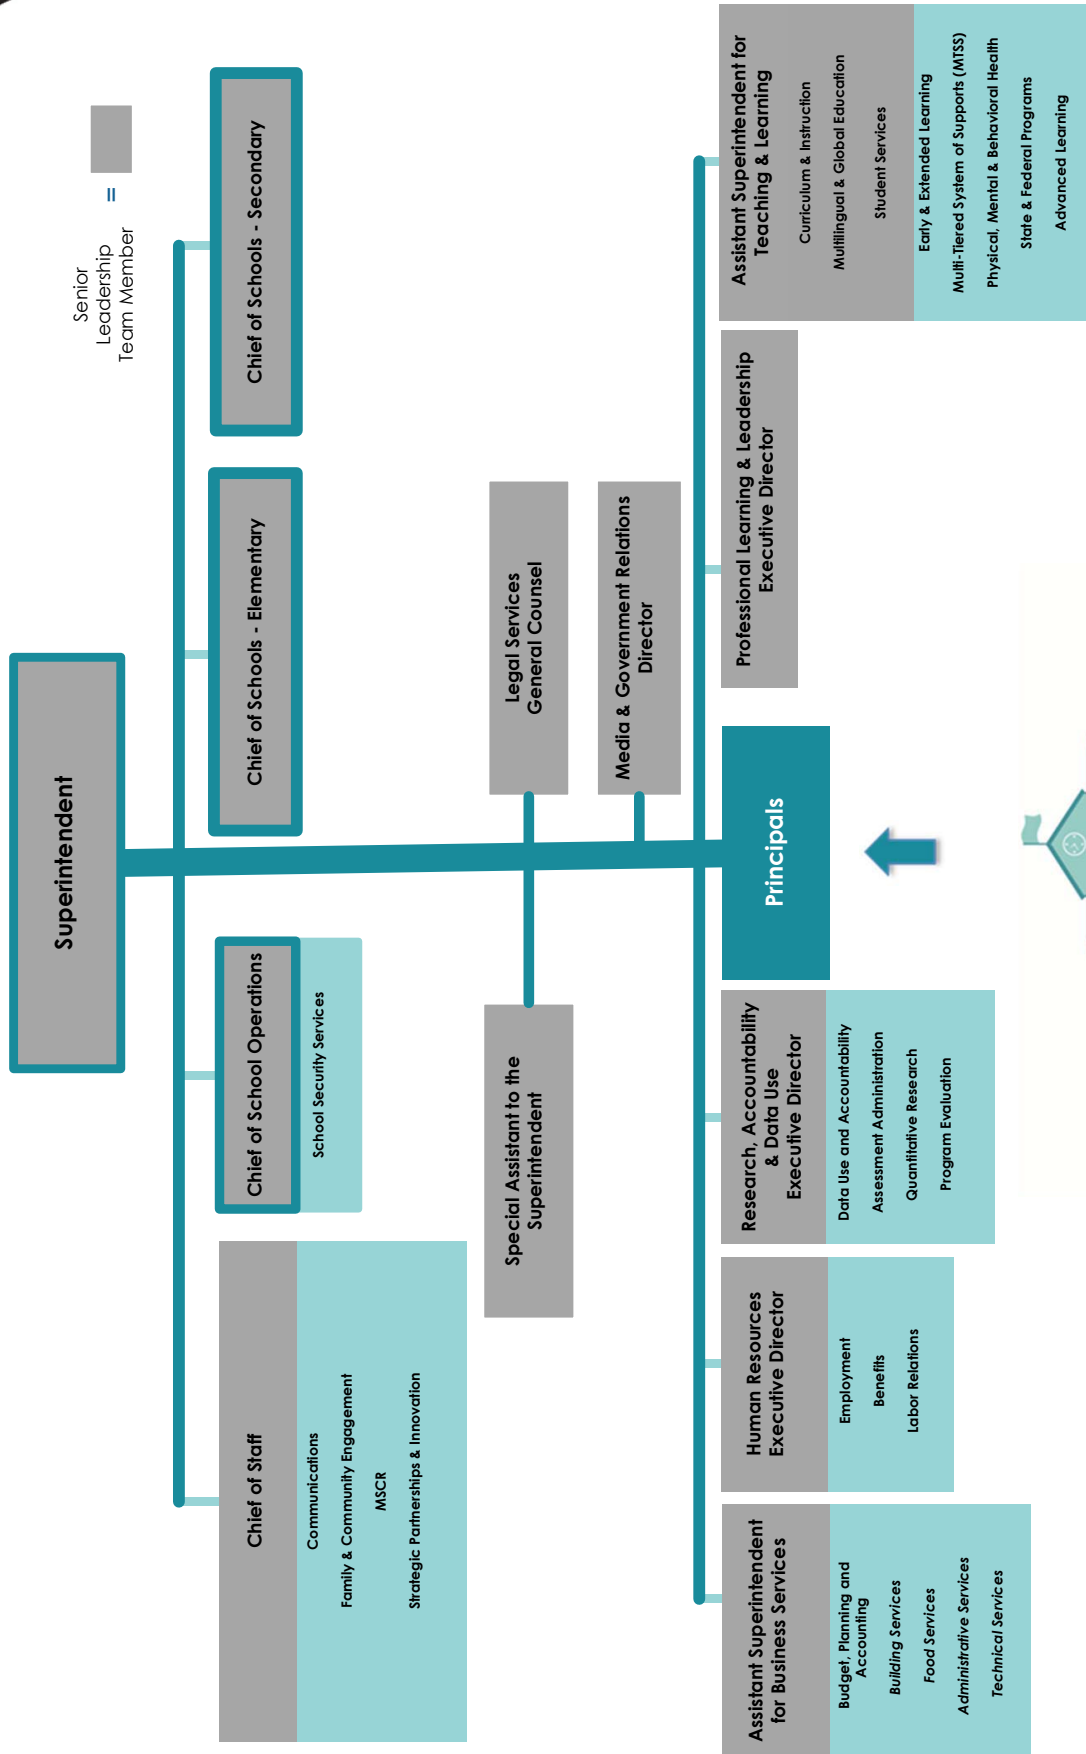 Superintendent
Senior
Leadership
Team Member
=
Chief of Staff
Communications
Family & Community Engagement
MSCR
Strategic Partnerships & Innovation
Chief of School Operations
School Security Services
Chief of Schools - Elementary
Chief of Schools - Secondary
Special Assistant to the
Superintendent
Legal Services
General Counsel
Media & Government Relations
Director
Assistant Superintendent
for Business Services
Budget, Planning and
Accounting
Building Services
Food Services
Administrative Services
Technical Services
Human Resources
Executive Director
Employment
Benefits
Labor Relations
Research, Accountability
& Data Use
Executive Director
Data Use and Accountability
Assessment Administration
Quantitative Research
Program Evaluation
Principals
Professional Learning & Leadership
Executive Director
Assistant Superintendent for
Teaching & Learning
Curriculum & Instruction
Multilingual & Global Education
Student Services
Early & Extended Learning
Multi-Tiered System of Supports (MTSS)
Physical, Mental & Behavioral Health
State & Federal Programs
Advanced Learning